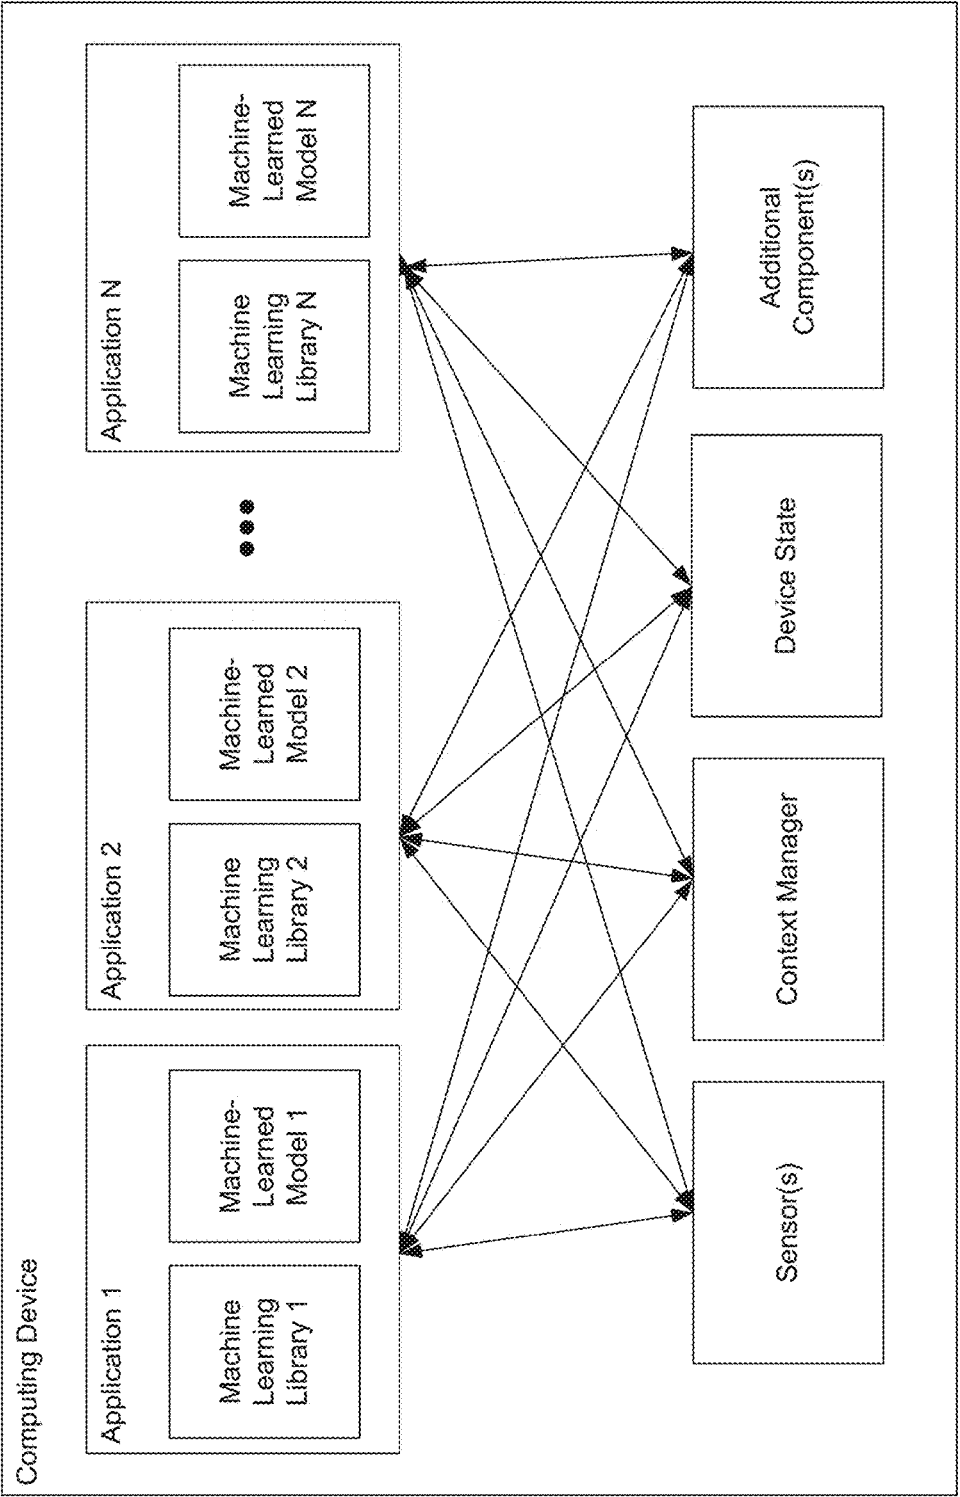 Computing Device
Application 1
Machine
Learning
Library 1
Machine-
Learned
Model 1
Application 2
Machine
Learning
Library 2
Machine-
Learned
Model 2
Application N
Machine
Learning
Library N
Machine-
Learned
Model N
Sensor(s)
Context Manager
Device State
Additional
Component(s)